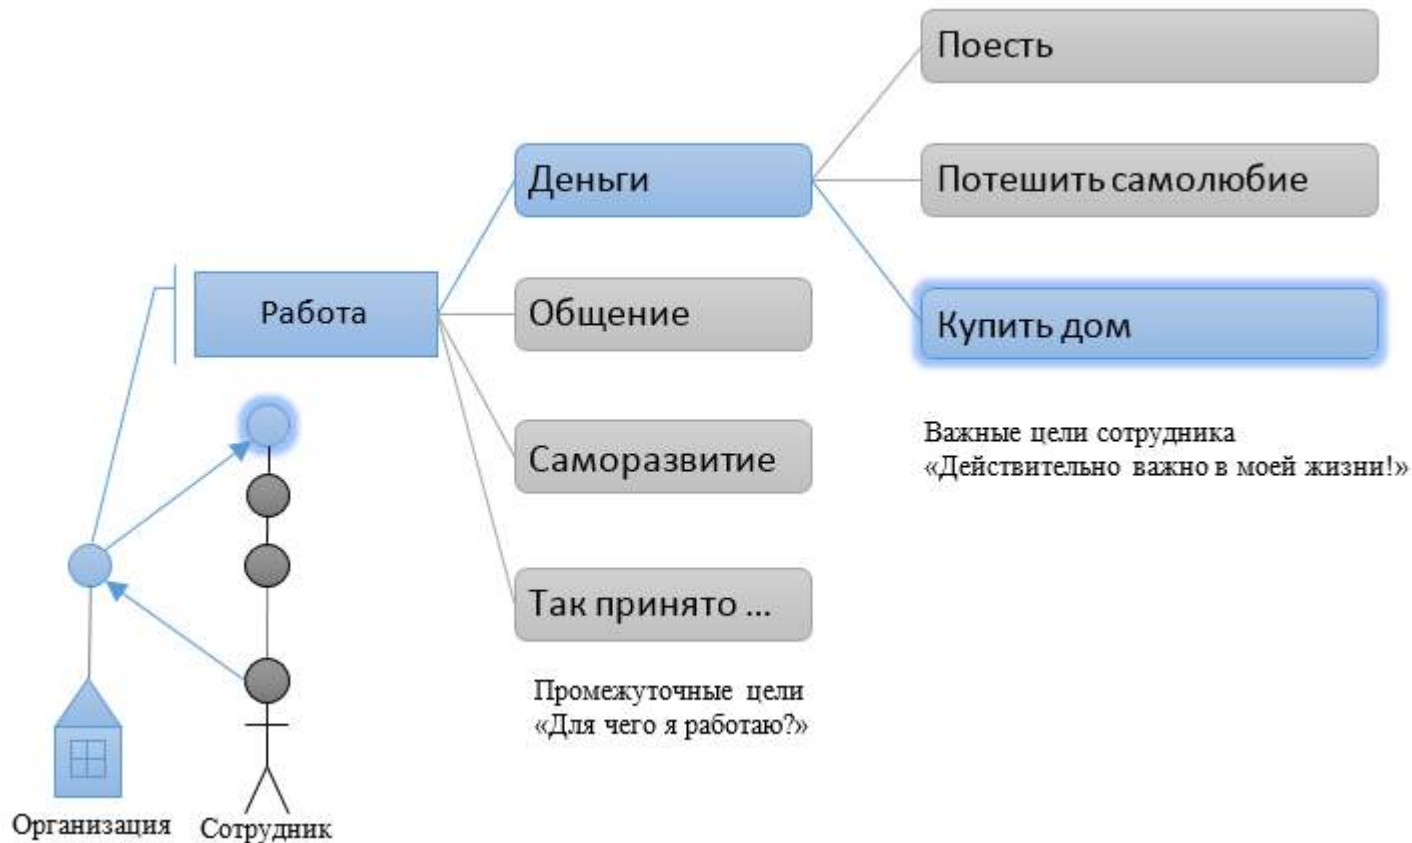 Поесть
Деньги
Потешить самолюбие
Работа
Общение
Купить дом
Важные цели сотрудника
«Действительно важно в моей жизни!»
Саморазвитие
Так принято ...
Промежуточные цели
«Для чего я работаю?»
Организация
Сотрудник